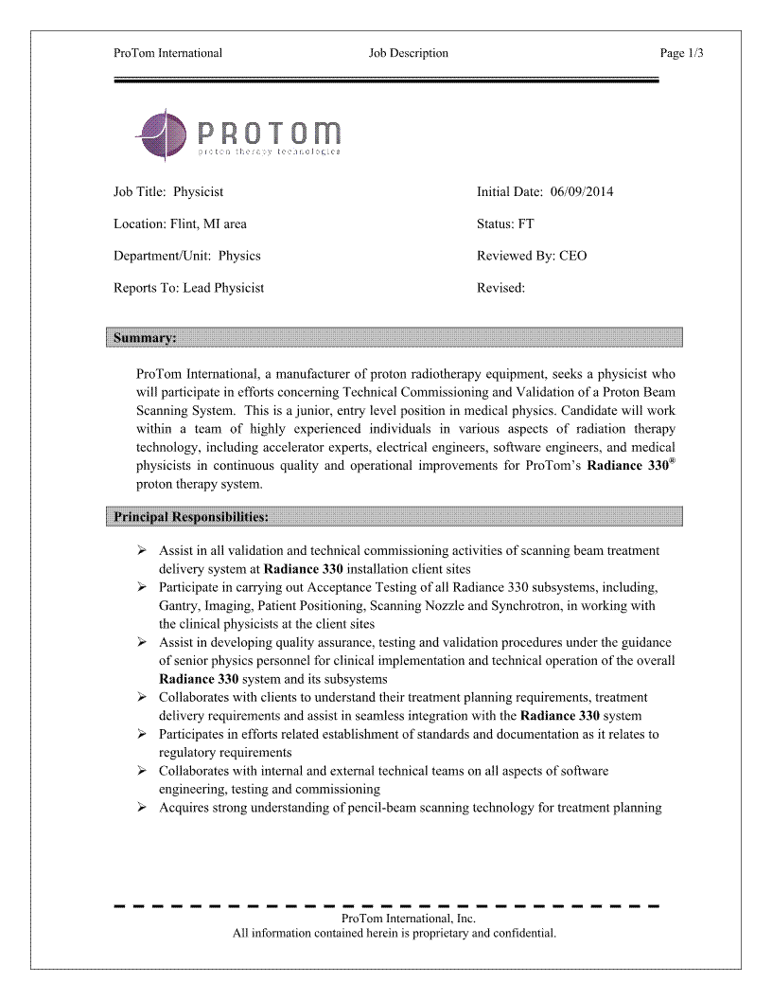 ProTom International Job Description Page 1/3
PROTOM
proton therapy technologies
Job Title: Physicist Initial Date: 06/09/2014
Location: Flint, MI area Status: FT
Department/Unit: Physics Reviewed By: CEO
Reports To: Lead Physicist Revised:
Summary:
ProTom International, a manufacturer of proton radiotherapy equipment, seeks a physicist who
will participate in efforts concerning Technical Commissioning and Validation of a Proton Beam
Scanning System. This is a junior, entry level position in medical physics. Candidate will work
within a team of highly experienced individuals in various aspects of radiation therapy
technology, including accelerator experts, electrical engineers, software engineers, and medical
physicists in continuous quality and operational improvements for ProTom’s Radiance 330®
proton therapy system.
Principal Responsibilities:
➢ Assist in all validation and technical commissioning activities of scanning beam treatment
delivery system at Radiance 330 installation client sites
➢ Participate in carrying out Acceptance Testing of all Radiance 330 subsystems, including,
Gantry, Imaging, Patient Positioning, Scanning Nozzle and Synchrotron, in working with
the clinical physicists at the client sites
➢ Assist in developing quality assurance, testing and validation procedures under the guidance
of senior physics personnel for clinical implementation and technical operation of the overall
Radiance 330 system and its subsystems
➢ Collaborates with clients to understand their treatment planning requirements, treatment
delivery requirements and assist in seamless integration with the Radiance 330 system
➢ Participates in efforts related establishment of standards and documentation as it relates to
regulatory requirements
➢ Collaborates with internal and external technical teams on all aspects of software
engineering, testing and commissioning
➢ Acquires strong understanding of pencil-beam scanning technology for treatment planning
ProTom International, Inc.
All information contained herein is proprietary and confidential.